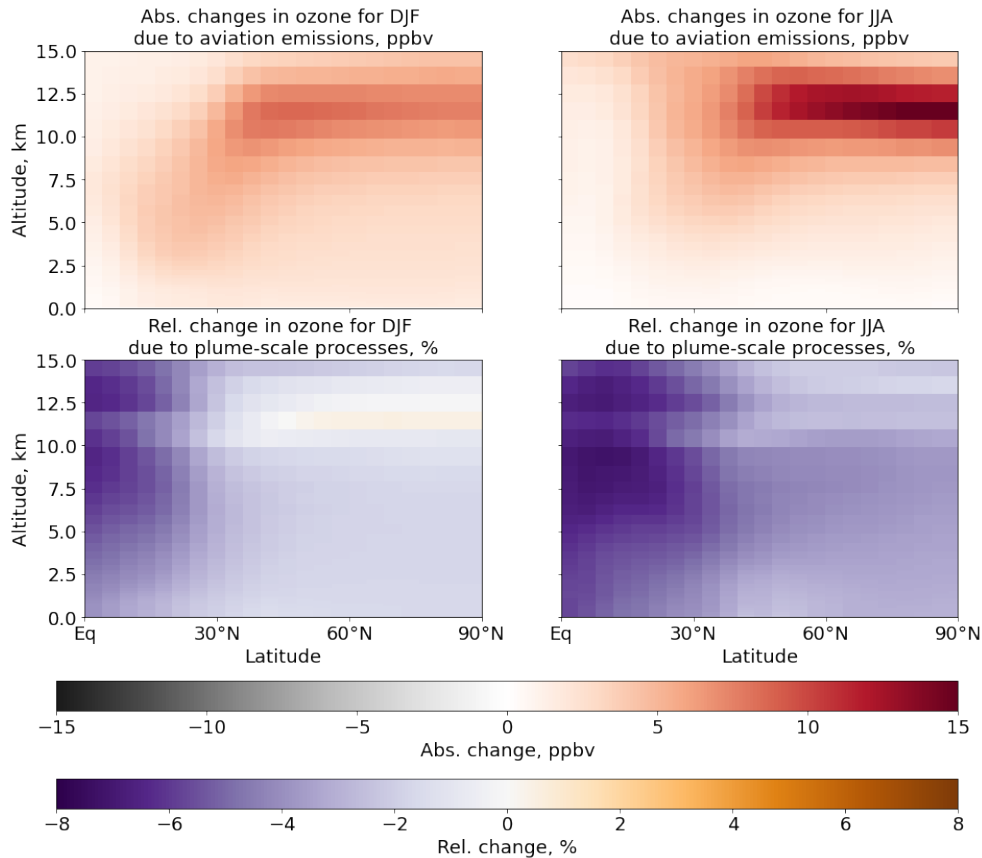 Abs. changes in ozone for DJF
due to aviation emissions, ppbv
Abs. changes in ozone for JJA
due to aviation emissions, ppbv
15.0
12.5
10.0
7.5
5.0
2.5
0.0
Altitude, km
Rel. change in ozone for DJF
due to plume-scale processes, %
Rel. change in ozone for JJA
due to plume-scale processes, %
15.0
12.5
10.0
7.5
5.0
2.5
0.0
Altitude, km
Eq 30°N 60°N 90°N
Latitude
Eq 30°N 60°N 90°N
Latitude
−15 −10 −5 0 5 10 15
Abs. change, ppbv
−8 −6 −4 −2 0 2 4 6 8
Rel. change, %